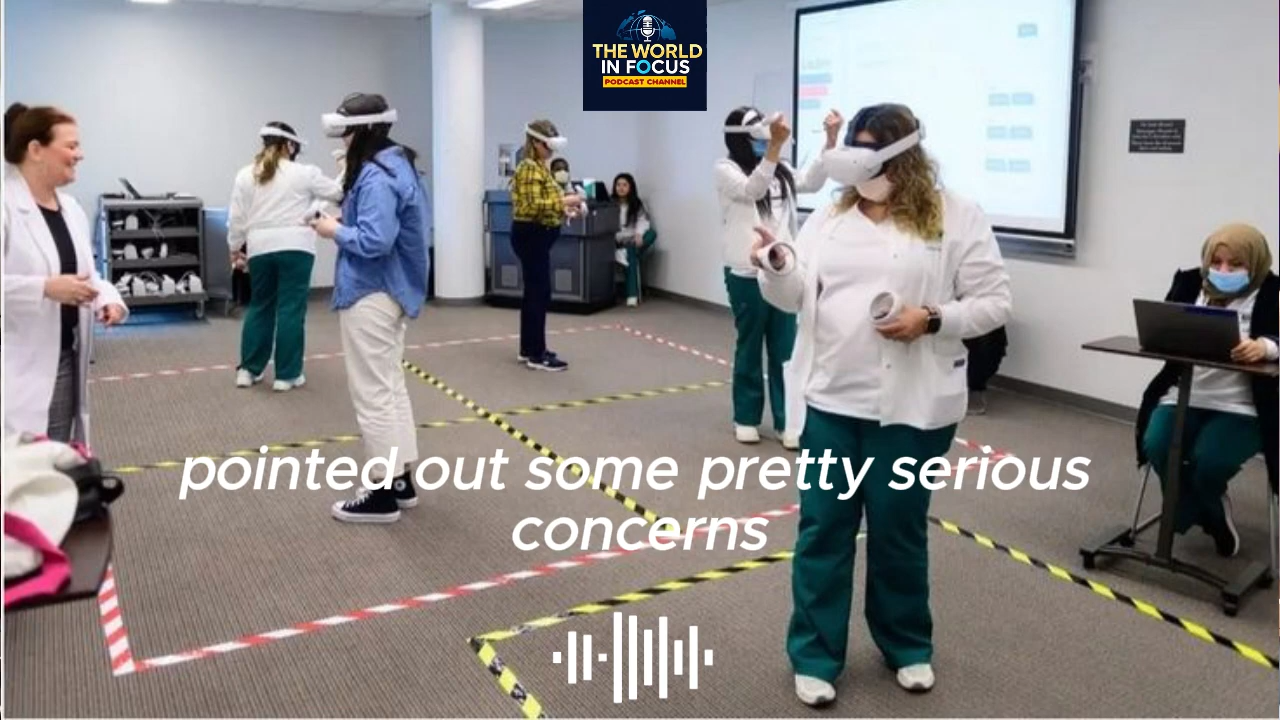 THE WORLD
IN FOCUS
PODCAST CHANNEL
pointed out some pretty serious
concerns